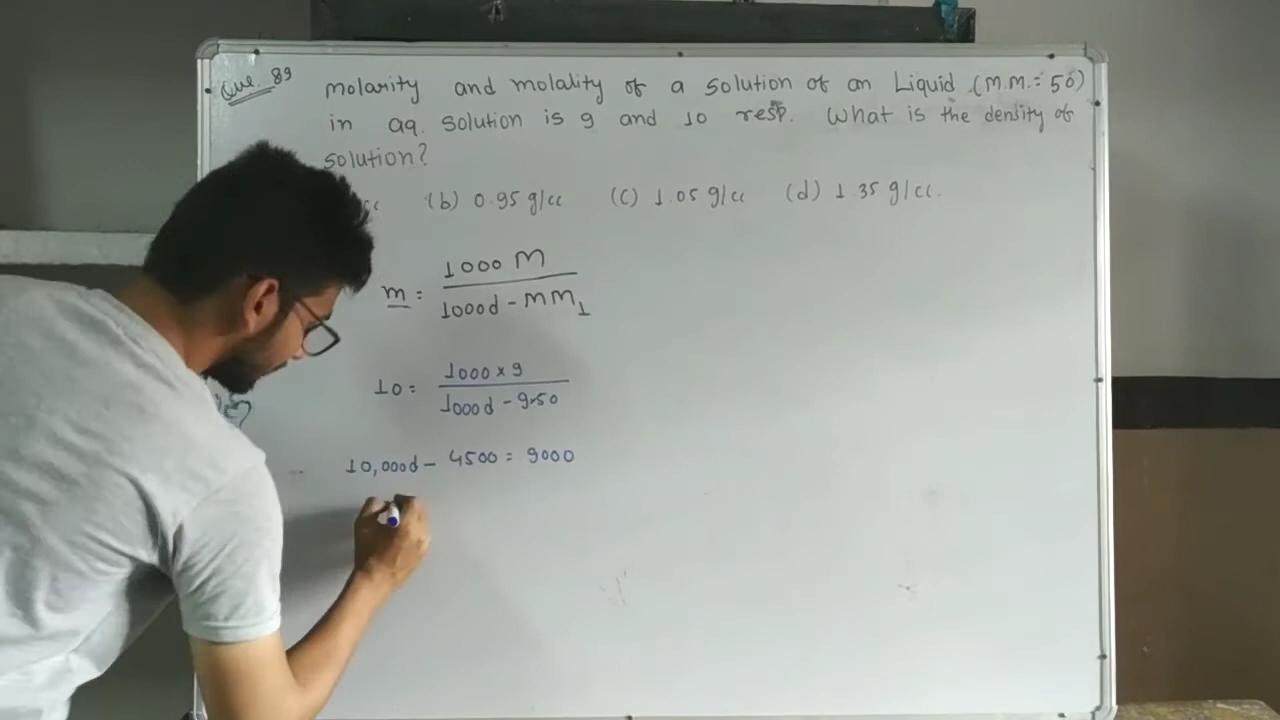 Que. 89
molarity and molality of a solution of an Liquid (M.M. = 50)
in aq. solution is 9 and 10 resp. What is the density of
solution?
cc (b) 0.95 g/cc (c) 1.05 g/cc (d) 1.35 g/cc.
m = 1000 M
1000d - MM1
10 = 1000 x 9
1000d - 9x50
10,000d - 4500 = 9000